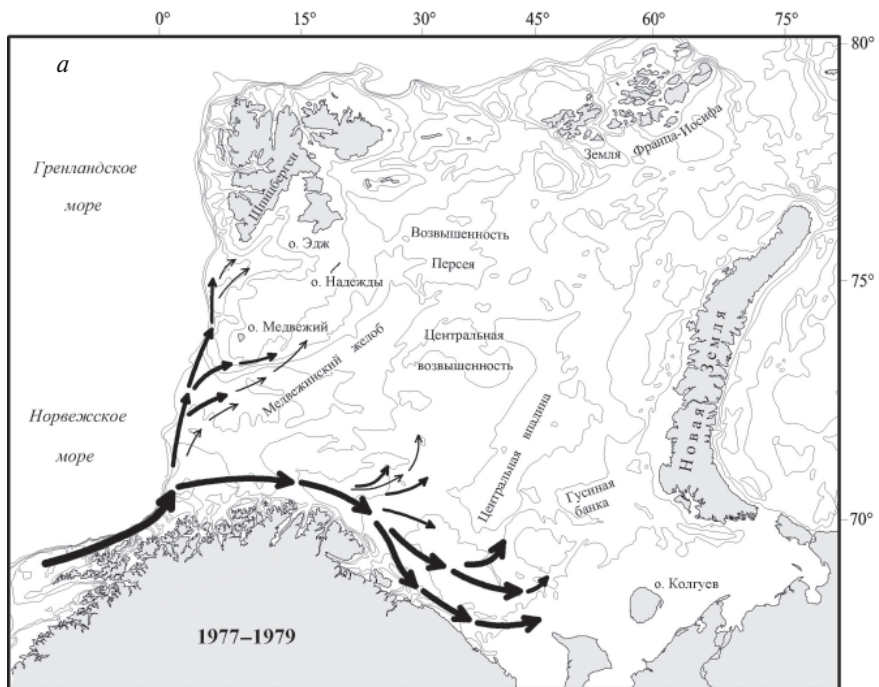 0° 15° 30° 45° 60° 75°
а
80°
Гренландское
море
Шпицберген
Земля Франца-Иосифа
о. Эдж
Возвышенность
Персея
о. Надежды
75°
о. Медвежий
Центральная
возвышенность
Медвежинский желоб
Норвежское
море
Центральная впадина
Гусиная
банка
Новая Земля
70°
о. Колгуев
1977–1979